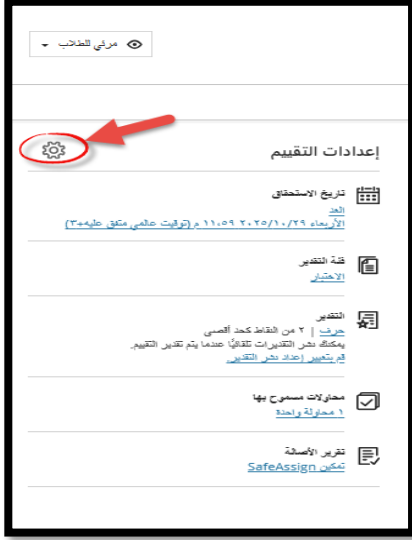 مرئي للطلاب
إعدادات التقييم
تاريخ الاستحقاق
الغد
الأربعاء ٢٠٢٥/١٠/٢٩ ١١:٥٩ م (توقيت عالمي متفق عليه+٣)
فئة التقدير
الاختبار
التقدير
حرف | ٢ من النقاط كحد أقصى
يمكنك نشر التقديرات تلقائيًا عندما يتم تقدير التقييم.
قم بتغيير إعداد نشر التقدير.
محاولات مسموح بها
١ محاولة واحدة
تقرير الأصالة
تمكين SafeAssign